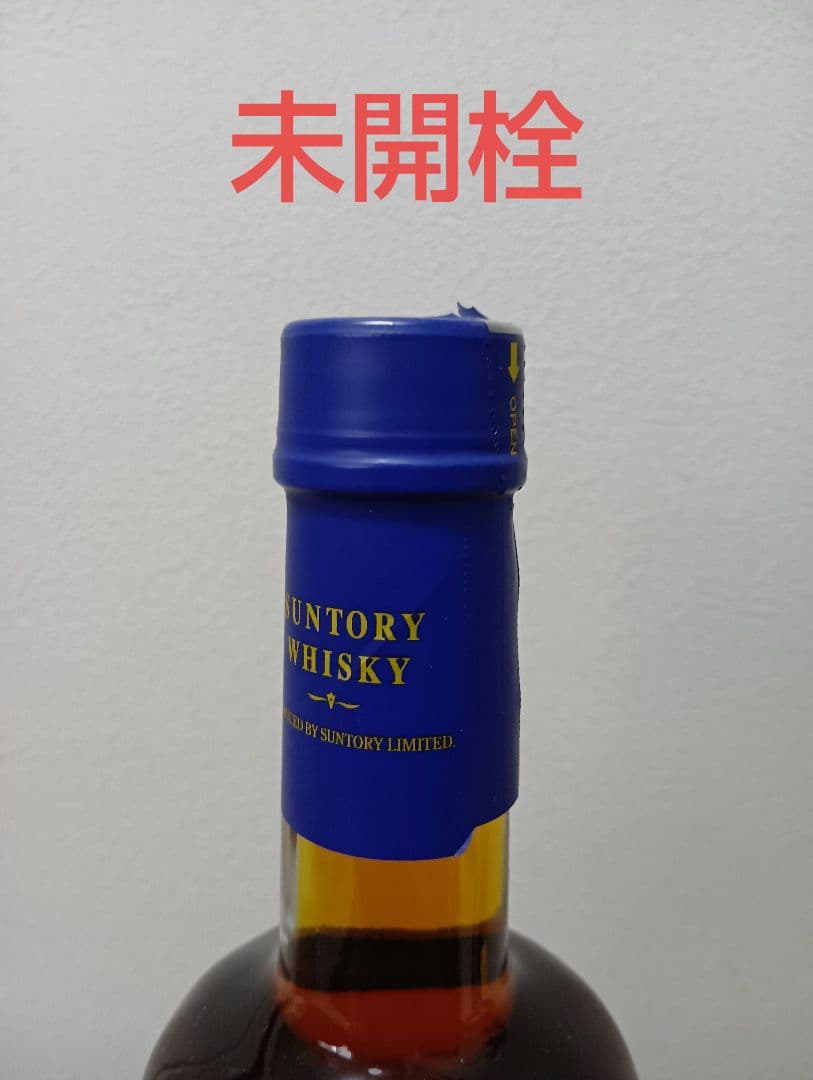 未開栓
OPEN
SUNTORY
WHISKY
BY SUNTORY LIMITED.